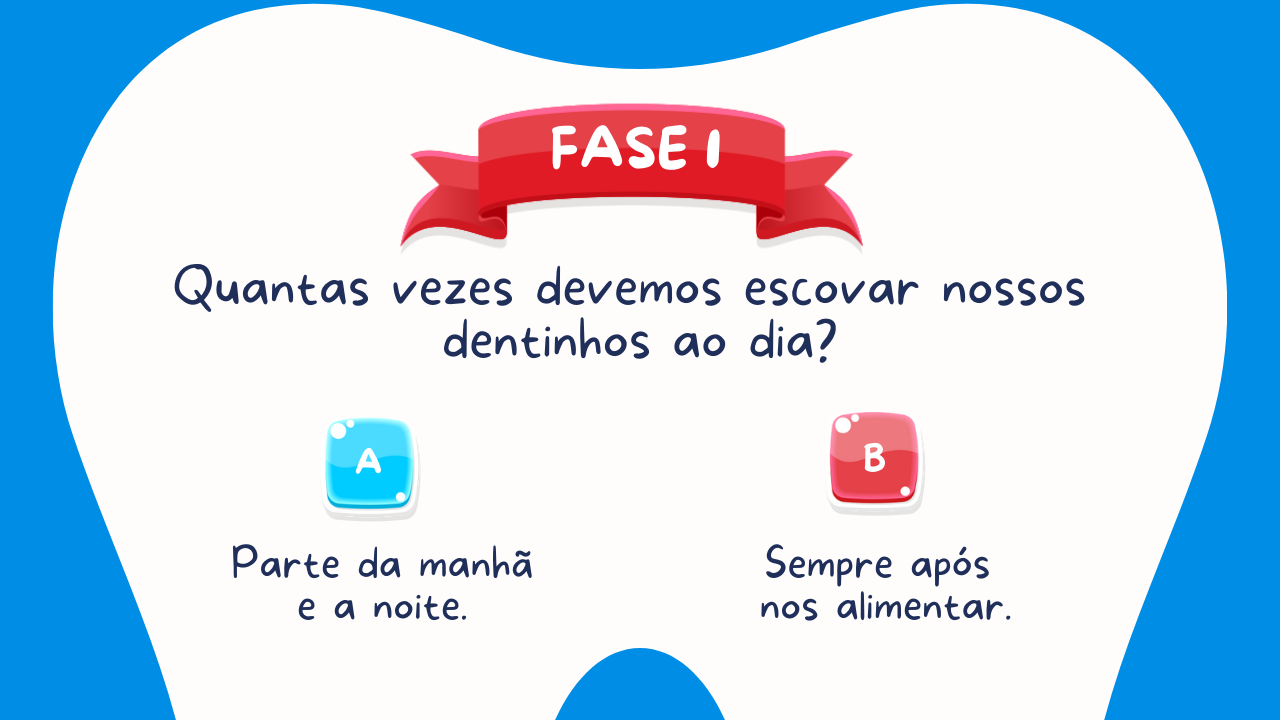 FASE 1
Quantas vezes devemos escovar nossos
dentinhos ao dia?
A
Parte da manhã
e a noite.
B
Sempre após
nos alimentar.